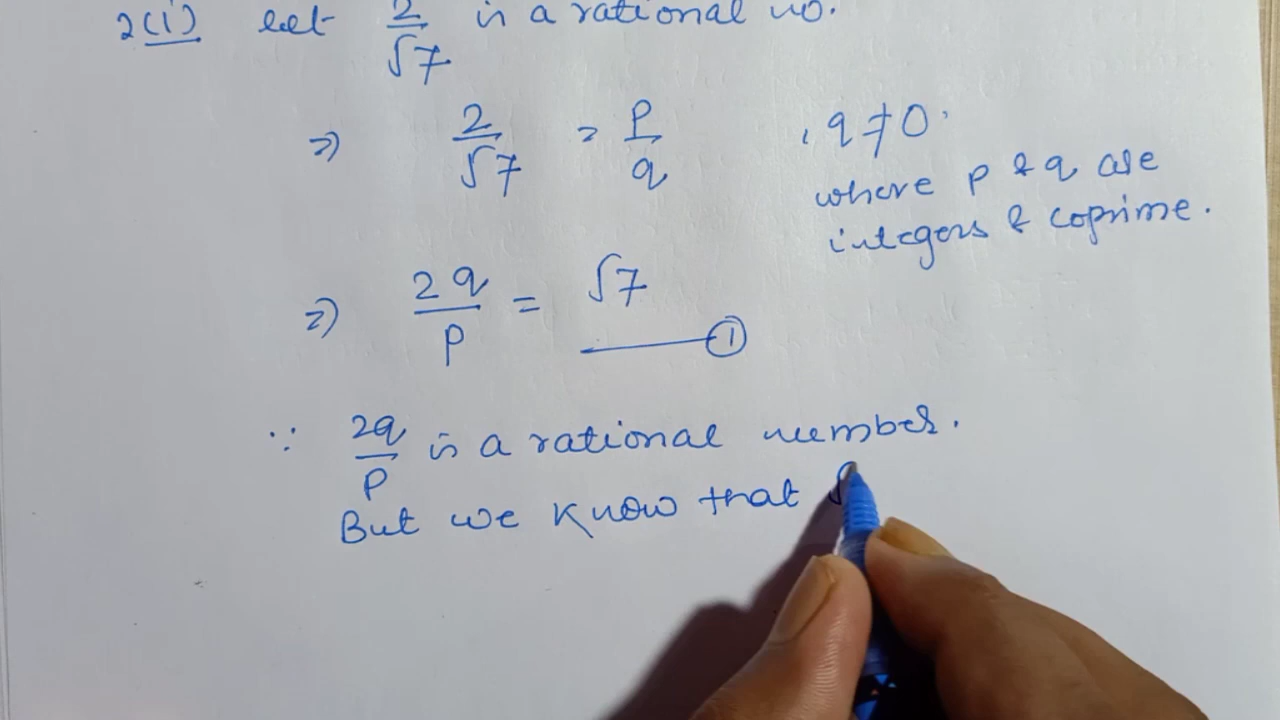 2(i) let 2/√7 is a rational no.
⇒ 2/√7 = p/q , q ≠ 0.
where p & q are
integers & coprime.
⇒ 2q/p = √7
——— ①
∵ 2q/p is a rational number.
But we know that √